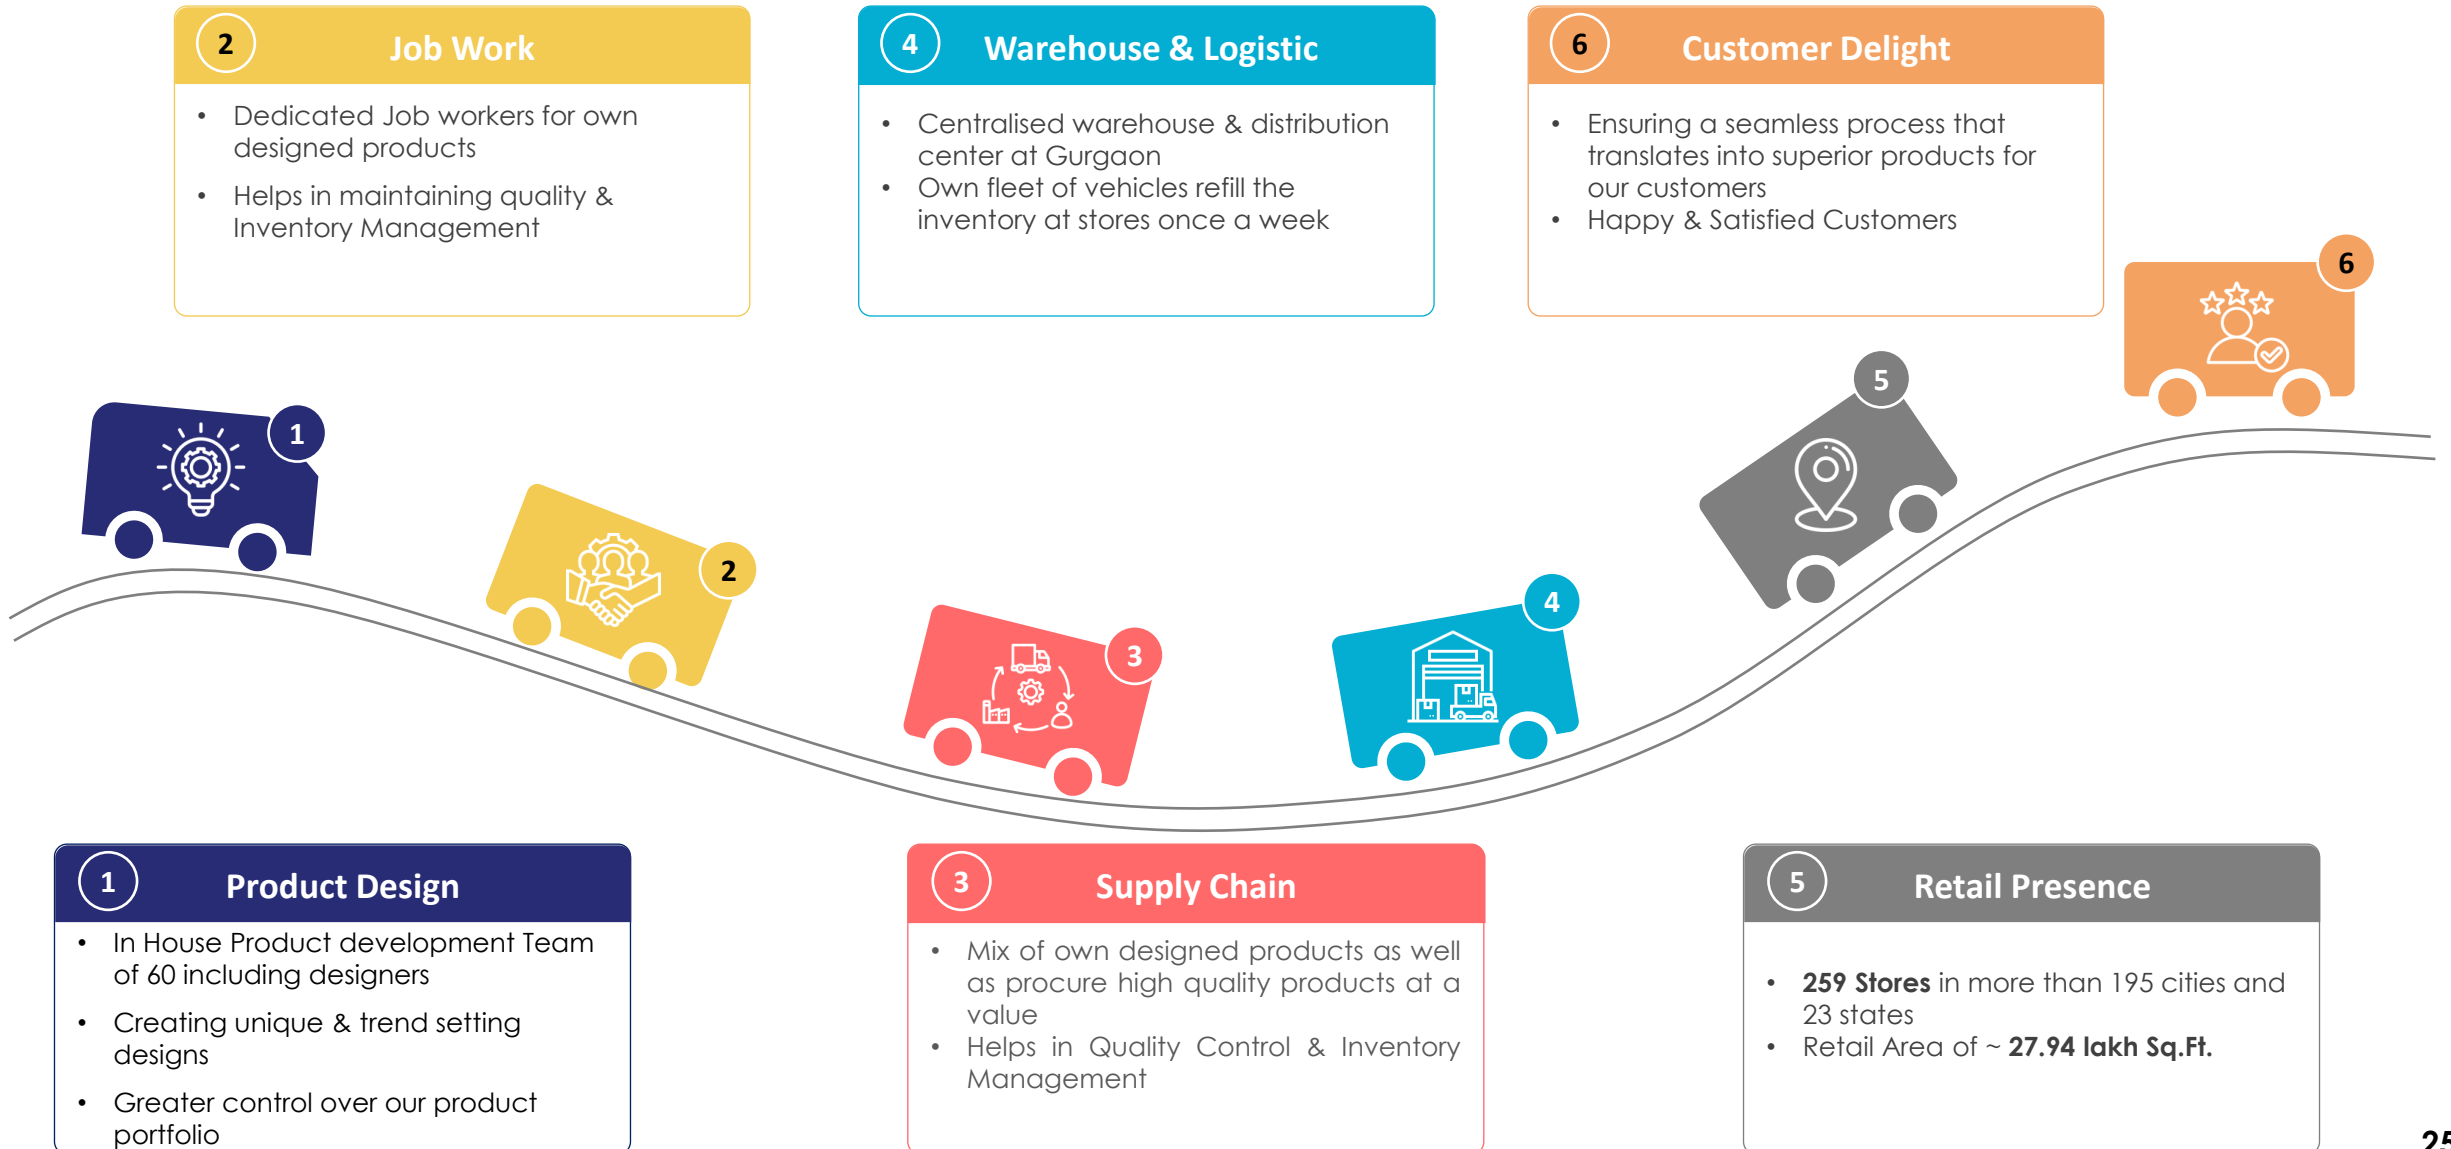 2
Job Work
• Dedicated Job workers for own
designed products
• Helps in maintaining quality &
Inventory Management
4
Warehouse & Logistic
• Centralised warehouse & distribution
center at Gurgaon
• Own fleet of vehicles refill the
inventory at stores once a week
6
Customer Delight
• Ensuring a seamless process that
translates into superior products for
our customers
• Happy & Satisfied Customers
1
2
3
4
5
6
1
Product Design
• In House Product development Team
of 60 including designers
• Creating unique & trend setting
designs
• Greater control over our product
portfolio
3
Supply Chain
• Mix of own designed products as well
as procure high quality products at a
value
• Helps in Quality Control & Inventory
Management
5
Retail Presence
• 259 Stores in more than 195 cities and
23 states
• Retail Area of ~ 27.94 lakh Sq.Ft.
25